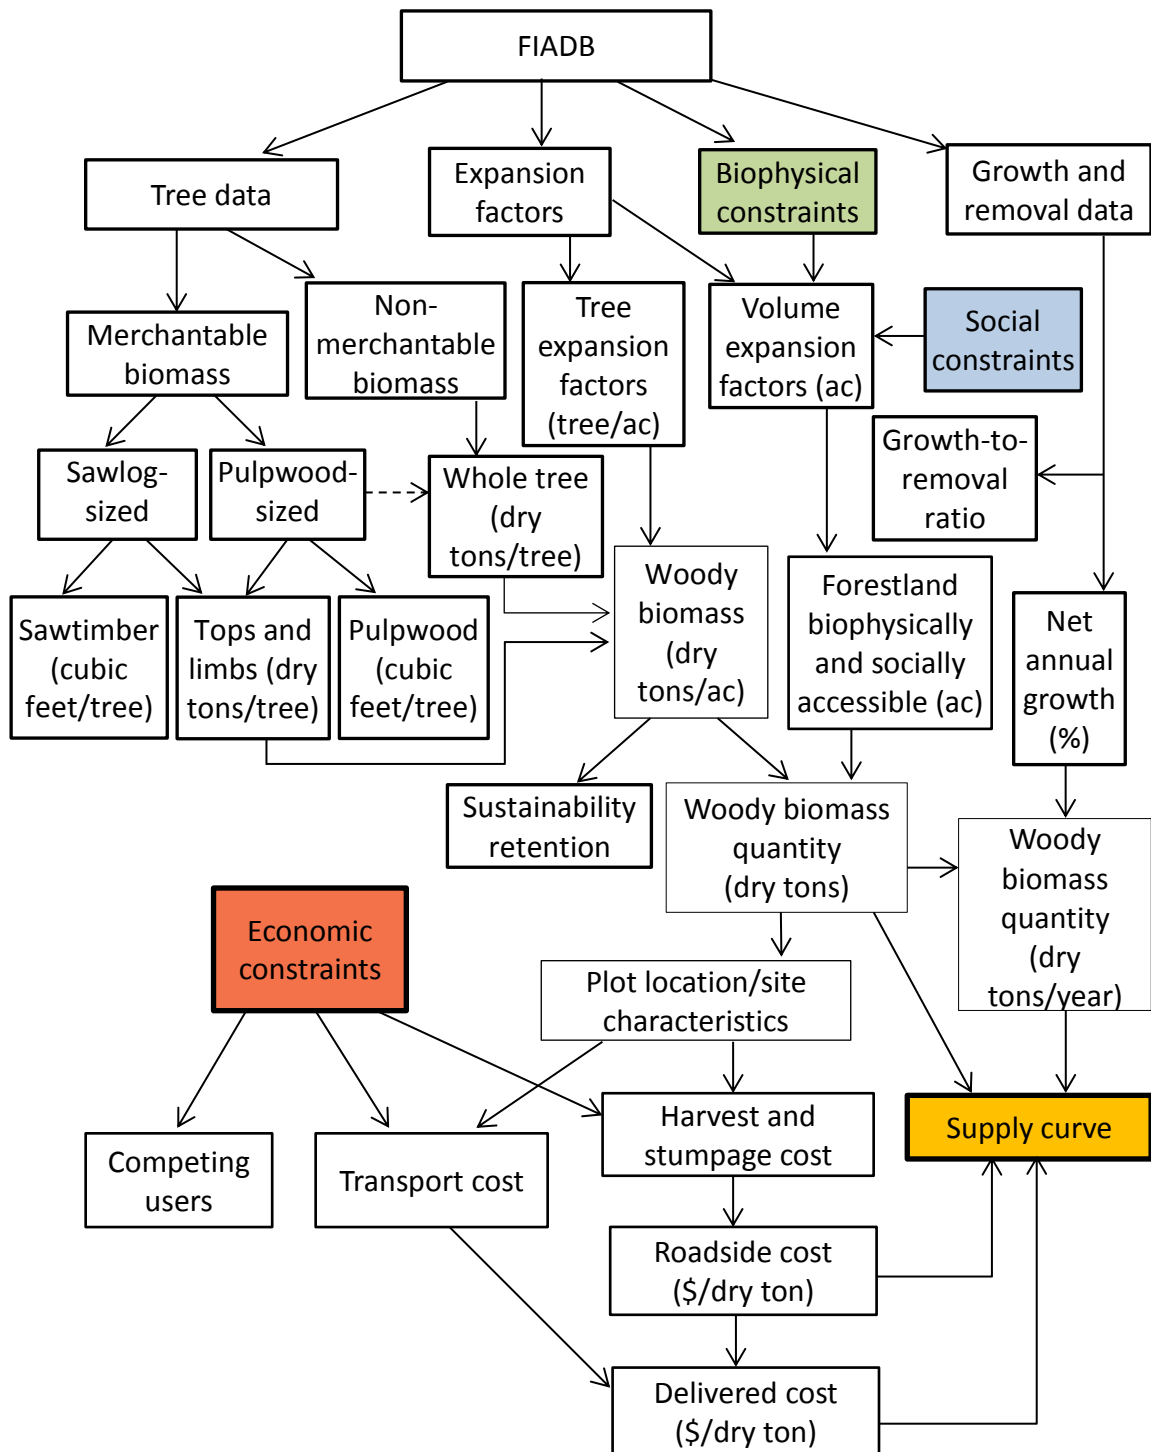 FIADB
Tree data
Expansion
factors
Biophysical
constraints
Growth and
removal data
Merchantable
biomass
Non-
merchantable
biomass
Tree
expansion
factors
(tree/ac)
Volume
expansion
factors (ac)
Social
constraints
Sawlog-
sized
Pulpwood-
sized
Whole tree
(dry
tons/tree)
Growth-to-
removal
ratio
Sawtimber
(cubic
feet/tree)
Tops and
limbs (dry
tons/tree)
Pulpwood
(cubic
feet/tree)
Woody
biomass
(dry
tons/ac)
Forestland
biophysically
and socially
accessible (ac)
Net
annual
growth
(%)
Sustainability
retention
Woody biomass
quantity
(dry tons)
Woody
biomass
quantity
(dry
tons/year)
Economic
constraints
Plot location/site
characteristics
Competing
users
Transport cost
Harvest and
stumpage cost
Supply curve
Roadside cost
($/dry ton)
Delivered cost
($/dry ton)